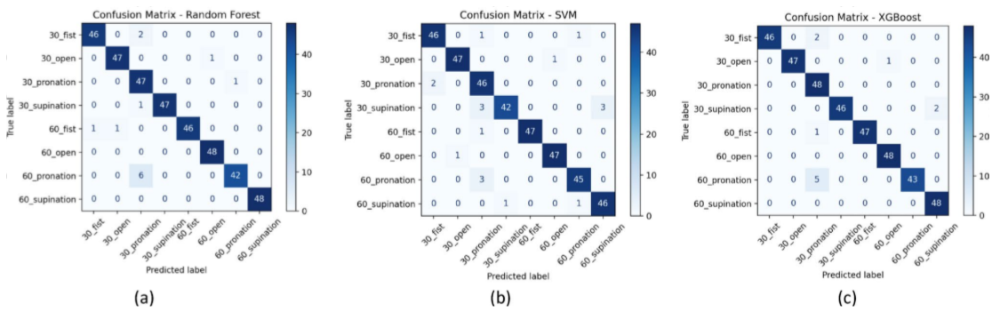 Confusion Matrix - Random Forest
30_fist 46 0 2 0 0 0 0 0
30_open 0 47 0 0 0 1 0 0
30_pronation 0 0 47 0 0 0 1 0
30_supination 0 0 1 47 0 0 0 0
60_fist 1 1 0 0 46 0 0 0
60_open 0 0 0 0 0 48 0 0
60_pronation 0 0 6 0 0 0 42 0
60_supination 0 0 0 0 0 0 0 48
True label
30_fist 30_open 30_pronation 30_supination 60_fist 60_open 60_pronation 60_supination
Predicted label
40
30
20
10
0
(a)
Confusion Matrix - SVM
30_fist 46 0 1 0 0 0 1 0
30_open 0 47 0 0 0 1 0 0
30_pronation 2 0 46 0 0 0 0 0
30_supination 0 0 3 42 0 0 0 3
60_fist 0 0 1 0 47 0 0 0
60_open 0 1 0 0 0 47 0 0
60_pronation 0 0 3 0 0 0 45 0
60_supination 0 0 0 1 0 0 1 46
True label
30_fist 30_open 30_pronation 30_supination 60_fist 60_open 60_pronation 60_supination
Predicted label
40
30
20
10
0
(b)
Confusion Matrix - XGBoost
30_fist 46 0 2 0 0 0 0 0
30_open 0 47 0 0 0 1 0 0
30_pronation 0 0 48 0 0 0 0 0
30_supination 0 0 0 46 0 0 0 2
60_fist 0 0 1 0 47 0 0 0
60_open 0 0 0 0 0 48 0 0
60_pronation 0 0 5 0 0 0 43 0
60_supination 0 0 0 0 0 0 0 48
True label
30_fist 30_open 30_pronation 30_supination 60_fist 60_open 60_pronation 60_supination
Predicted label
40
30
20
10
0
(c)